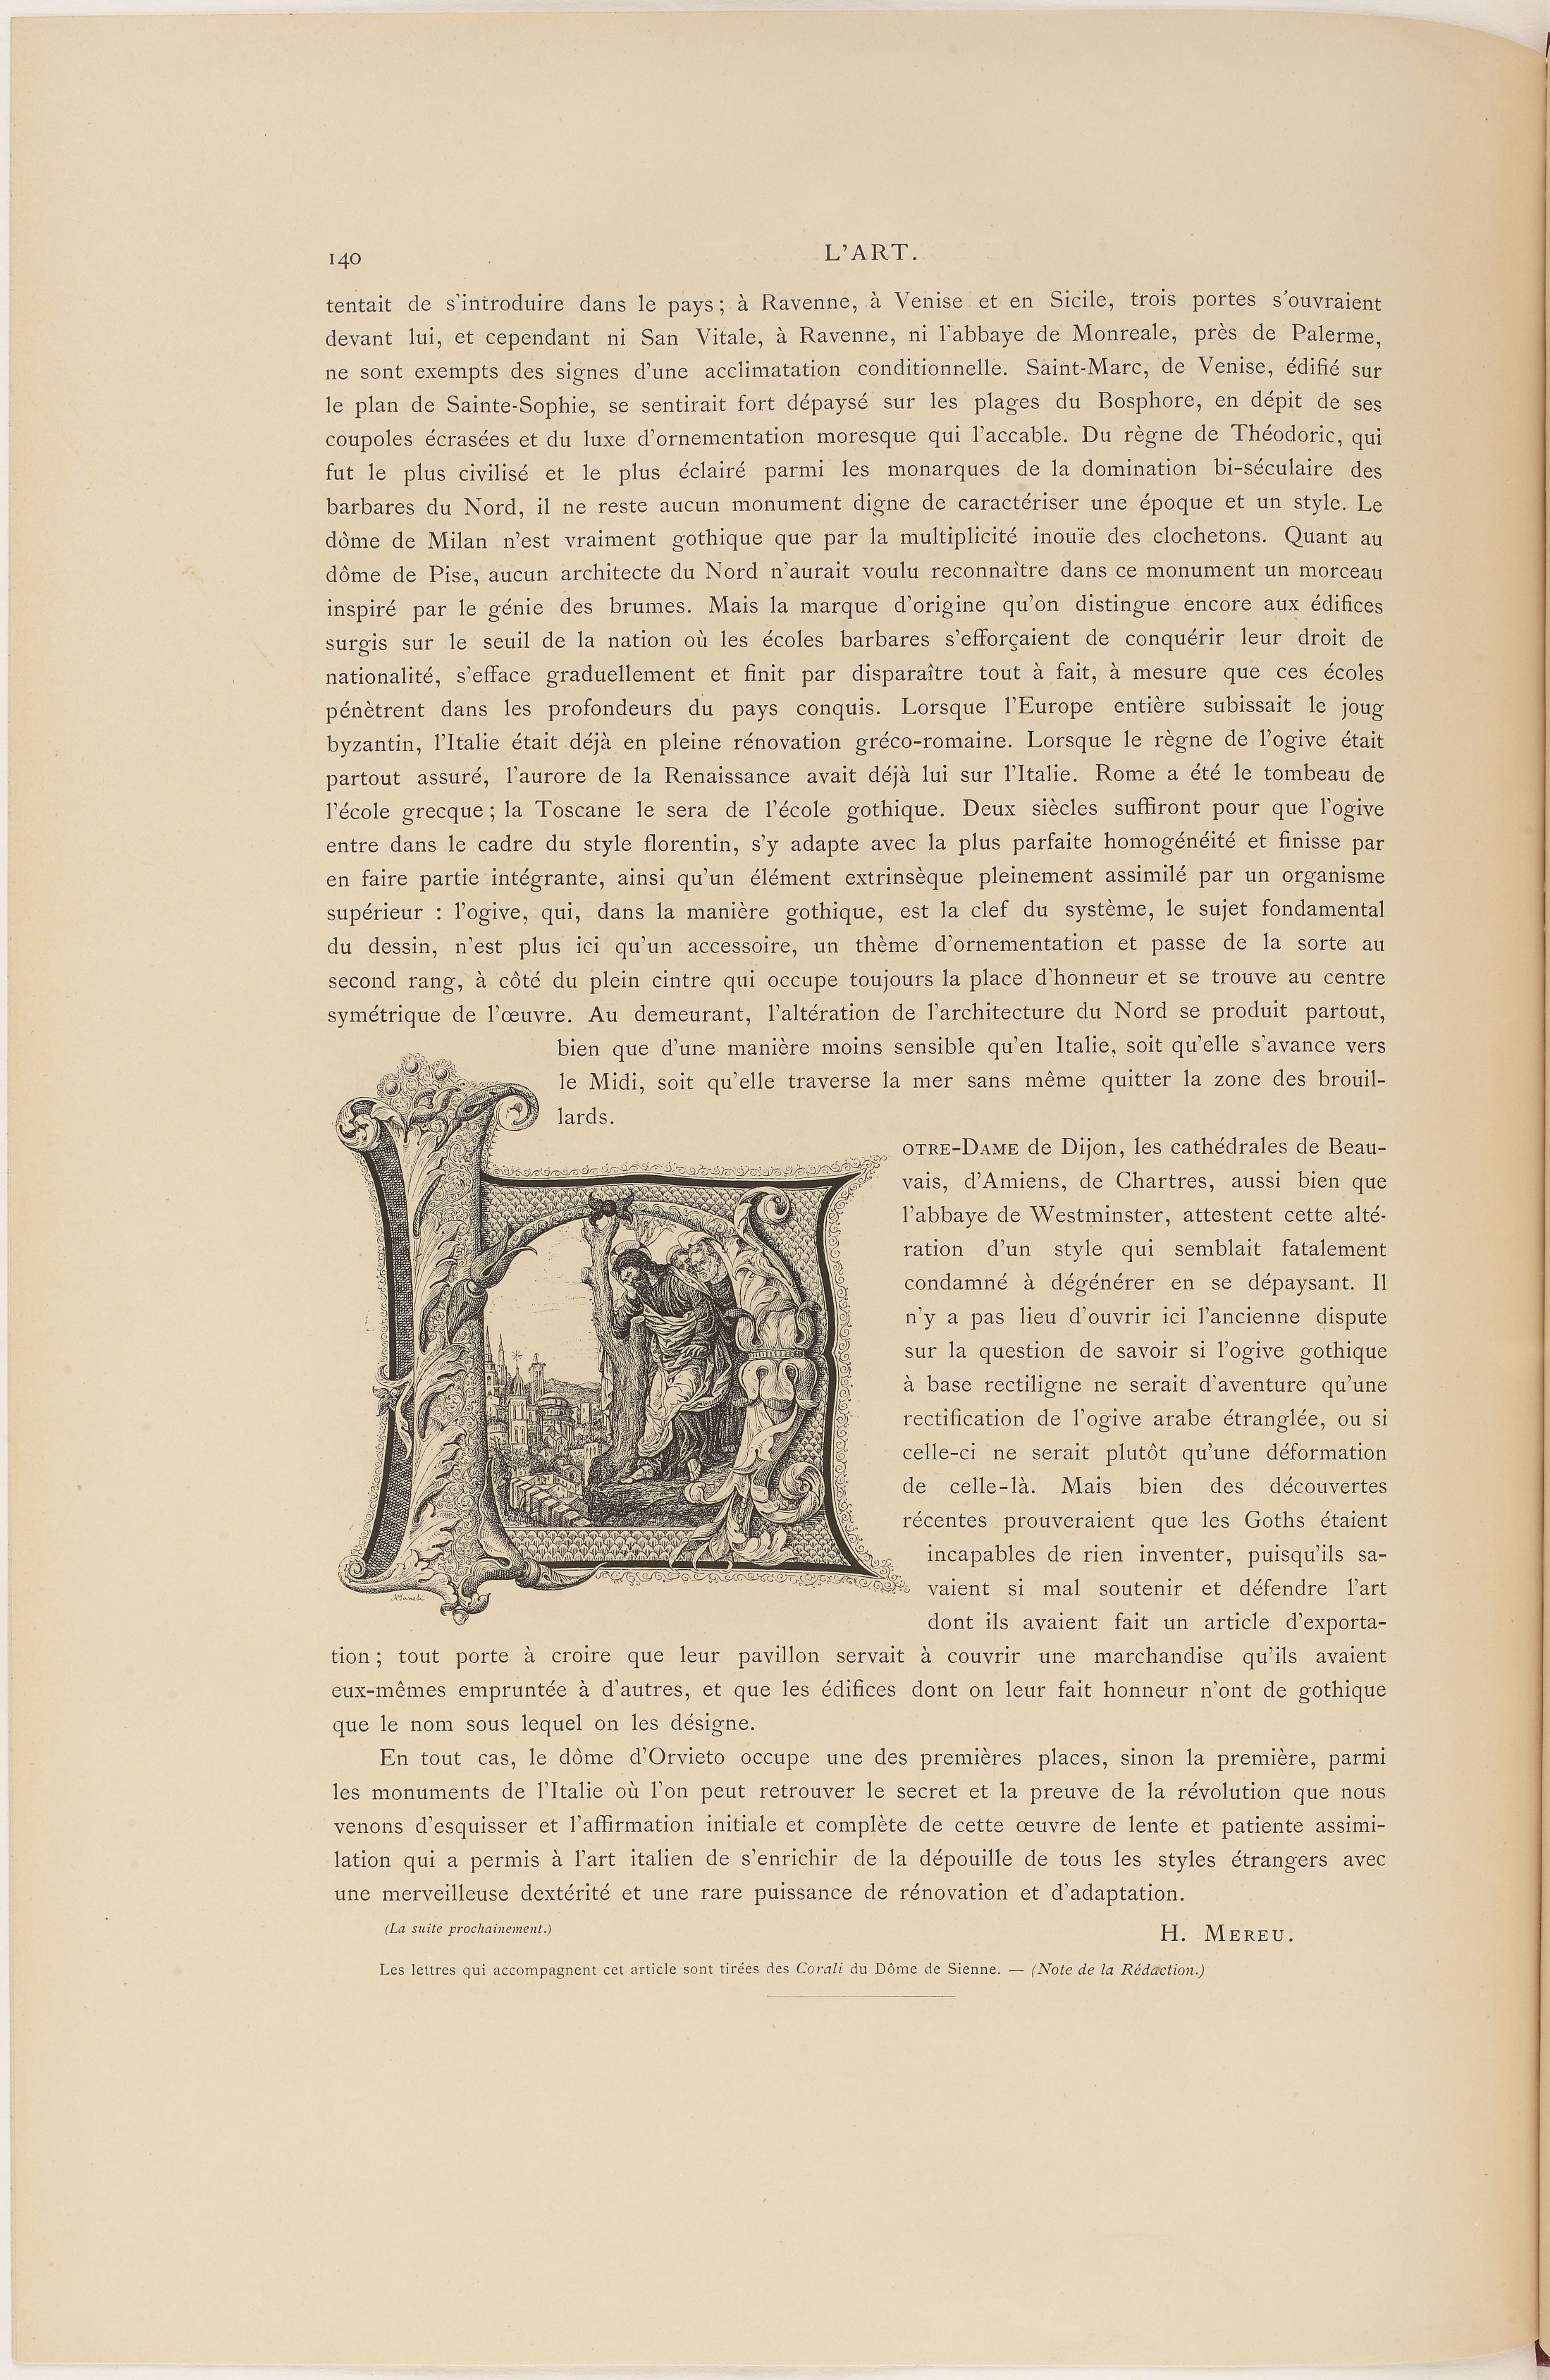 140
L'ART.
tentait de s'introduire dans le pays; à Ravenne, à Venise et en Sicile, trois portes s'ouvraient
devant lui, et cependant ni San Vitale, à Ravenne, ni l'abbaye de Monreale, près de Palerme,
ne sont exempts des signes d'une acclimatation conditionnelle. Saint-Marc, de Venise, édifié sur
le plan de Sainte-Sophie, se sentirait fort dépaysé sur les plages du Bosphore, en dépit de ses
coupoles écrasées et du luxe d'ornementation moresque qui l'accable. Du règne de Théodoric, qui
fut le plus civilisé et le plus éclairé parmi les monarques de la domination bi-séculaire des
barbares du Nord, il ne reste aucun monument digne de caractériser une époque et un style. Le
dôme de Milan n'est vraiment gothique que par la multiplicité inouïe des clochetons. Quant au
dôme de Pise, aucun architecte du Nord n'aurait voulu reconnaître dans ce monument un morceau
inspiré par le génie des brumes. Mais la marque d'origine qu'on distingue encore aux édifices
surgis sur le seuil de la nation où les écoles barbares s'efforçaient de conquérir leur droit de
nationalité, s'efface graduellement et finit par disparaître tout à fait, à mesure que ces écoles
pénètrent dans les profondeurs du pays conquis. Lorsque l'Europe entière subissait le joug
byzantin, l'Italie était déjà en pleine rénovation gréco-romaine. Lorsque le règne de l'ogive était
partout assuré, l'aurore de la Renaissance avait déjà lui sur l'Italie. Rome a été le tombeau de
l'école grecque; la Toscane le sera de l'école gothique. Deux siècles suffiront pour que l'ogive
entre dans le cadre du style florentin, s'y adapte avec la plus parfaite homogénéité et finisse par
en faire partie intégrante, ainsi qu'un élément extrinsèque pleinement assimilé par un organisme
supérieur : l'ogive, qui, dans la manière gothique, est la clef du système, le sujet fondamental
du dessin, n'est plus ici qu'un accessoire, un thème d'ornementation et passe de la sorte au
second rang, à côté du plein cintre qui occupe toujours la place d'honneur et se trouve au centre
symétrique de l'œuvre. Au demeurant, l'altération de l'architecture du Nord se produit partout,
bien que d'une manière moins sensible qu'en Italie, soit qu'elle s'avance vers
le Midi, soit qu'elle traverse la mer sans même quitter la zone des brouil-
lards.
NOTRE-DAME de Dijon, les cathédrales de Beau-
vais, d'Amiens, de Chartres, aussi bien que
l'abbaye de Westminster, attestent cette alté-
ration d'un style qui semblait fatalement
condamné à dégénérer en se dépaysant. Il
n'y a pas lieu d'ouvrir ici l'ancienne dispute
sur la question de savoir si l'ogive gothique
à base rectiligne ne serait d'aventure qu'une
rectification de l'ogive arabe étranglée, ou si
celle-ci ne serait plutôt qu'une déformation
de celle-là. Mais bien des découvertes
récentes prouveraient que les Goths étaient
incapables de rien inventer, puisqu'ils sa-
vaient si mal soutenir et défendre l'art
dont ils avaient fait un article d'exporta-
tion; tout porte à croire que leur pavillon servait à couvrir une marchandise qu'ils avaient
eux-mêmes empruntée à d'autres, et que les édifices dont on leur fait honneur n'ont de gothique
que le nom sous lequel on les désigne.
En tout cas, le dôme d'Orvieto occupe une des premières places, sinon la première, parmi
les monuments de l'Italie où l'on peut retrouver le secret et la preuve de la révolution que nous
venons d'esquisser et l'affirmation initiale et complète de cette œuvre de lente et patiente assimi-
lation qui a permis à l'art italien de s'enrichir de la dépouille de tous les styles étrangers avec
une merveilleuse dextérité et une rare puissance de rénovation et d'adaptation.
(La suite prochainement.)
H. MEREU.
Les lettres qui accompagnent cet article sont tirées des Corali du Dôme de Sienne. — (Note de la Rédaction.)